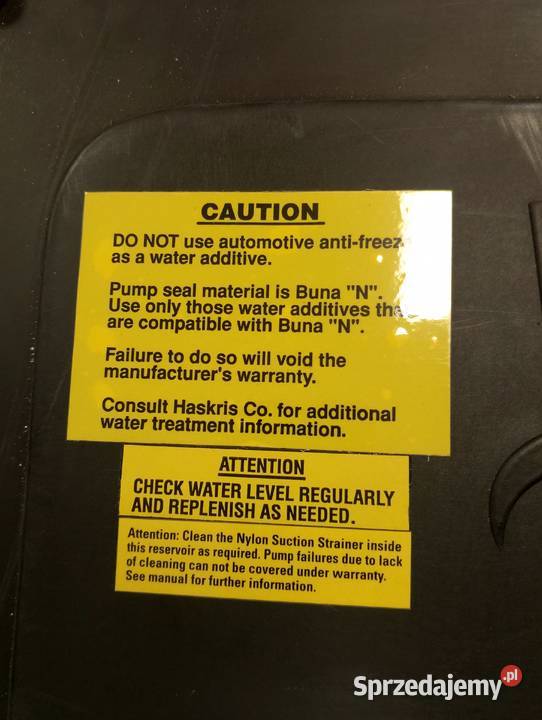 CAUTION
DO NOT use automotive anti-freez
as a water additive.
Pump seal material is Buna "N".
Use only those water additives tha
are compatible with Buna "N".
Failure to do so will void the
manufacturer's warranty.
Consult Haskris Co. for additional
water treatment information.
ATTENTION
CHECK WATER LEVEL REGULARLY
AND REPLENISH AS NEEDED.
Attention: Clean the Nylon Suction Strainer inside
this reservoir as required. Pump failures due to lack
of cleaning can not be covered under warranty.
See manual for further information.
Sprzedajemy.pl